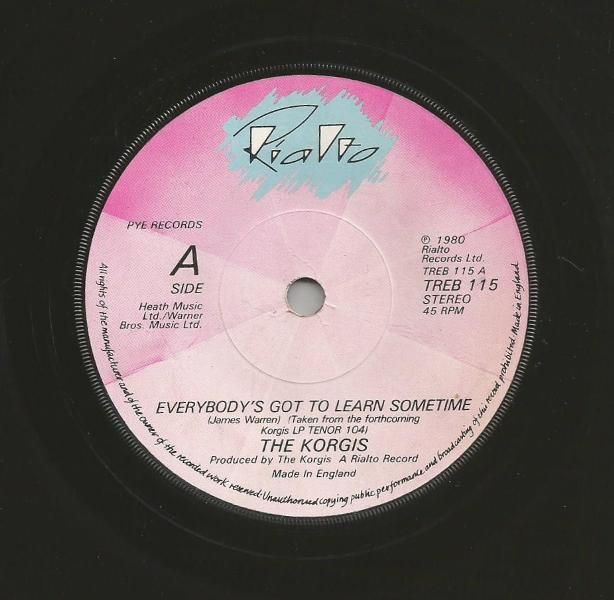 Rialto
PYE RECORDS
A
SIDE
Heath Music
Ltd./Warner
Bros. Music Ltd.
℗ 1980
Rialto
Records Ltd.
TREB 115 A
TREB 115
STEREO
45 RPM
EVERYBODY'S GOT TO LEARN SOMETIME
(James Warren) (Taken from the forthcoming
Korgis LP TENOR 104)
THE KORGIS
Produced by The Korgis A Rialto Record
Made In England
All rights of the manufacturer and of the owner of the recorded work reserved. Unauthorized copying public performance and broadcasting of this record prohibited. Made in England